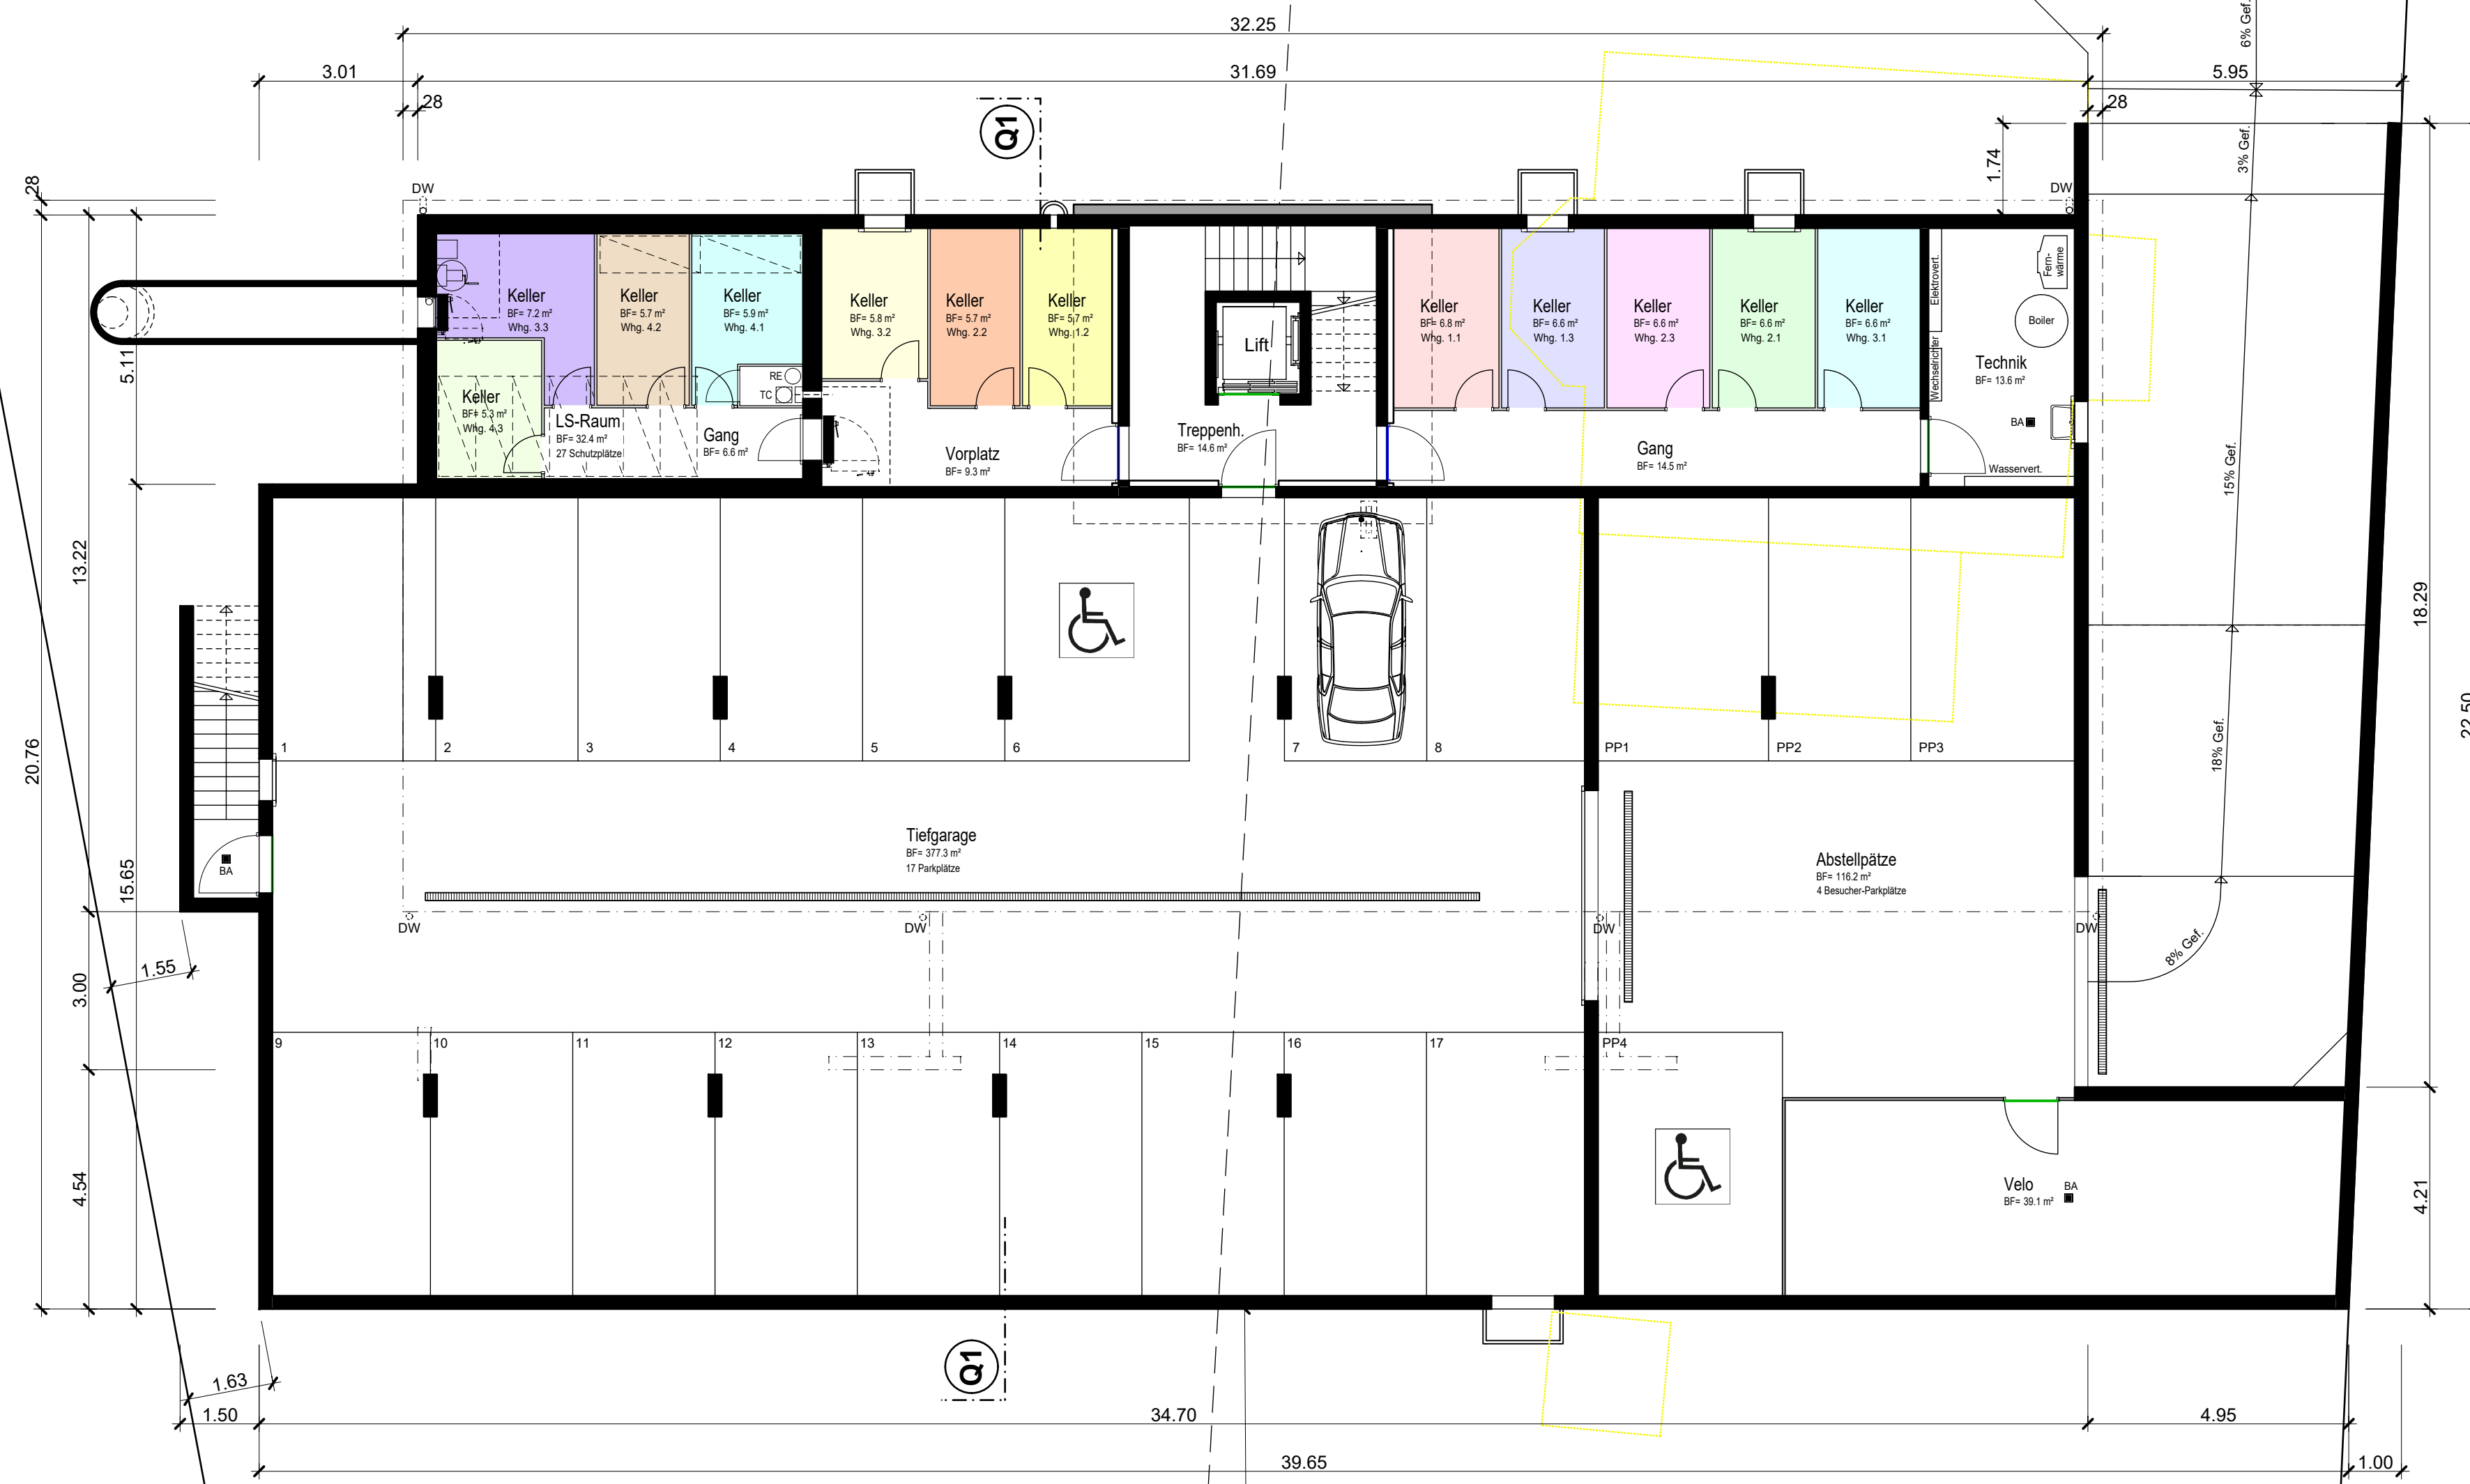 32.25
6% Gef.
3.01
31.69
5.95
28
28
Q1
3% Gef.
1.74
28
DW
DW
Keller
BF= 7.2 m²
Whg. 3.3
Keller
BF= 5.7 m²
Whg. 4.2
Keller
BF= 5.9 m²
Whg. 4.1
Keller
BF= 5.8 m²
Whg. 3.2
Keller
BF= 5.7 m²
Whg. 2.2
Keller
BF= 5.7 m²
Whg. 1.2
Lift
Keller
BF= 6.8 m²
Whg. 1.1
Keller
BF= 6.6 m²
Whg. 1.3
Keller
BF= 6.6 m²
Whg. 2.3
Keller
BF= 6.6 m²
Whg. 2.1
Keller
BF= 6.6 m²
Whg. 3.1
Elektrovert.
Wechselrichter
Fern-
wärme
Boiler
Technik
BF= 13.6 m²
BA
Wasservert.
5.11
RE
TC
Keller
BF= 5.3 m²
Whg. 4.3
LS-Raum
BF= 32.4 m²
27 Schutzplätze
Gang
BF= 6.6 m²
Vorplatz
BF= 9.3 m²
Treppenh.
BF= 14.6 m²
Gang
BF= 14.5 m²
15% Gef.
13.22
18.29
20.76
22.50
18% Gef.
1
2
3
4
5
6
7
8
PP1
PP2
PP3
15.65
BA
Tiefgarage
BF= 377.3 m²
17 Parkplätze
Abstellpätze
BF= 116.2 m²
4 Besucher-Parkplätze
DW
DW
DW
DW
8% Gef.
1.55
3.00
9
10
11
12
13
14
15
16
17
PP4
4.54
Velo
BF= 39.1 m²
BA
4.21
Q1
1.63
1.50
34.70
4.95
39.65
1.00